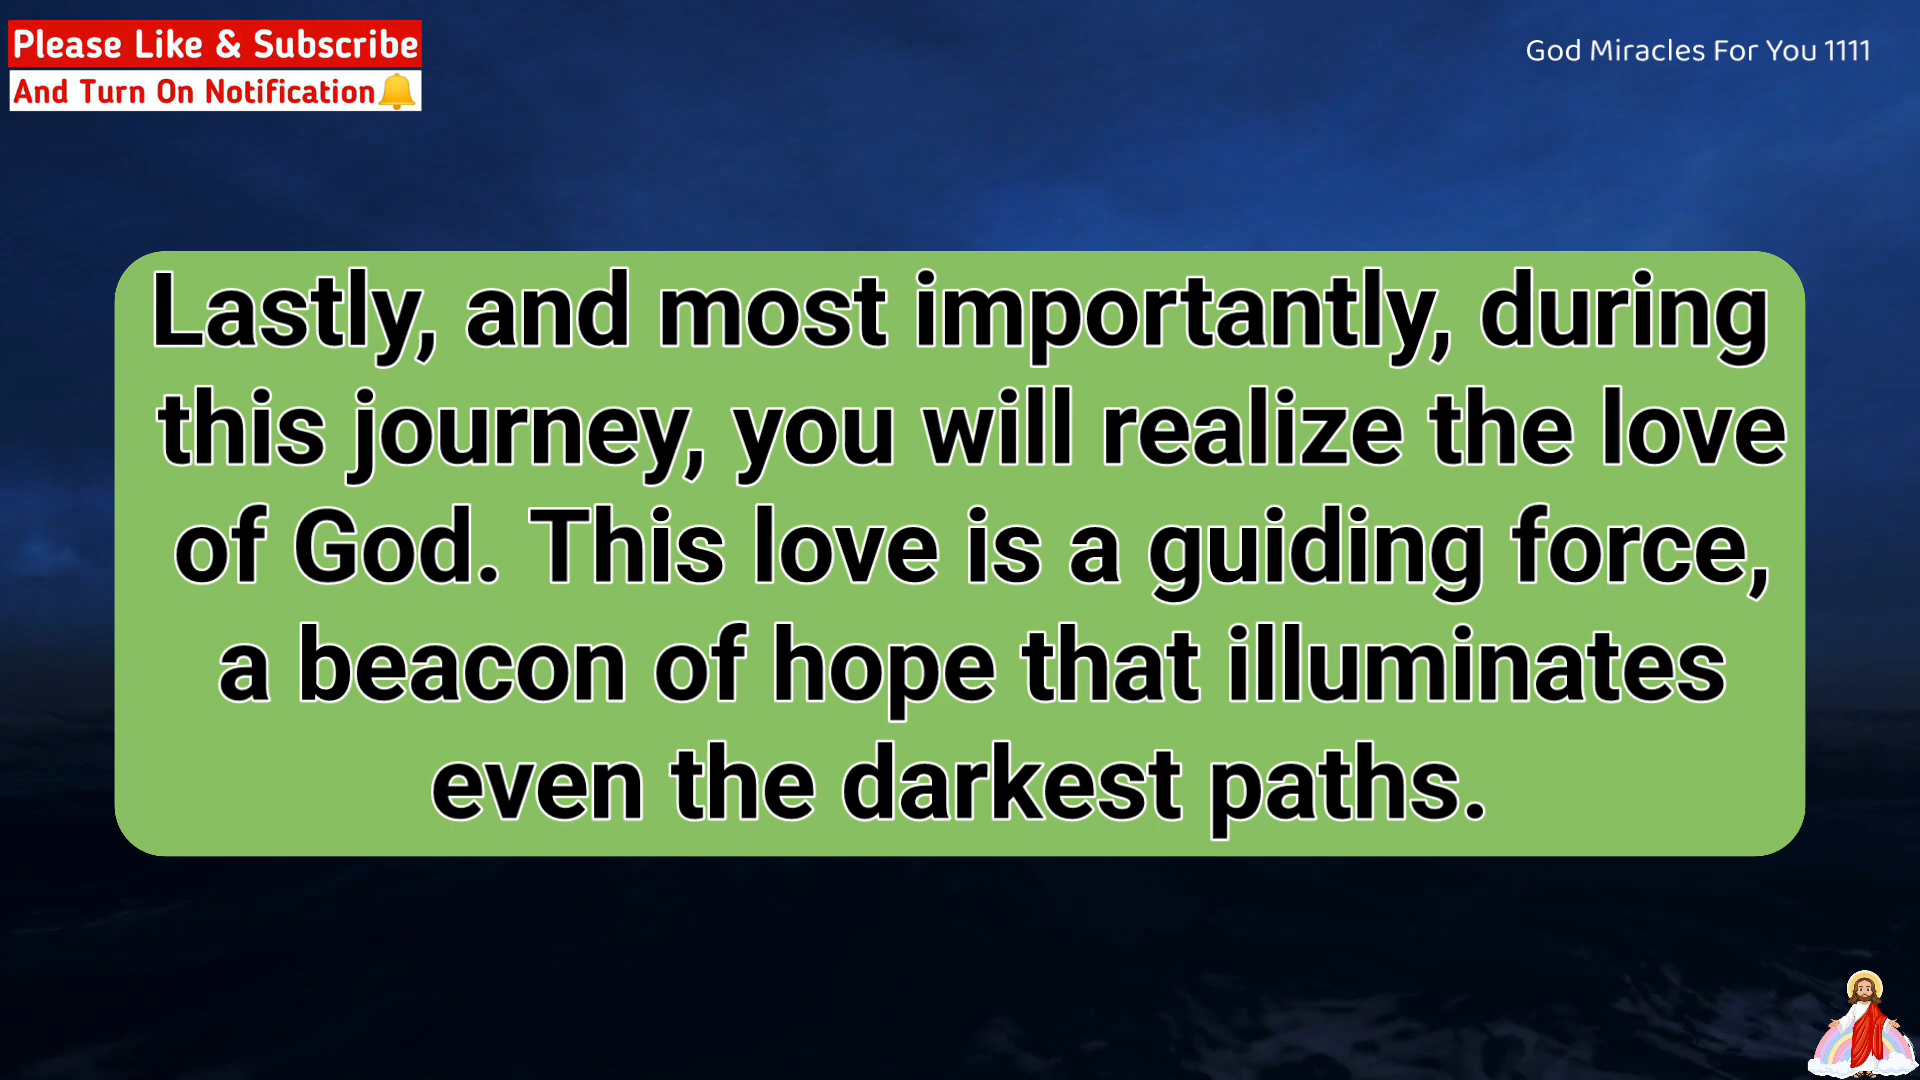 Please Like & Subscribe
And Turn On Notification
God Miracles For You 1111
Lastly, and most importantly, during
this journey, you will realize the love
of God. This love is a guiding force,
a beacon of hope that illuminates
even the darkest paths.